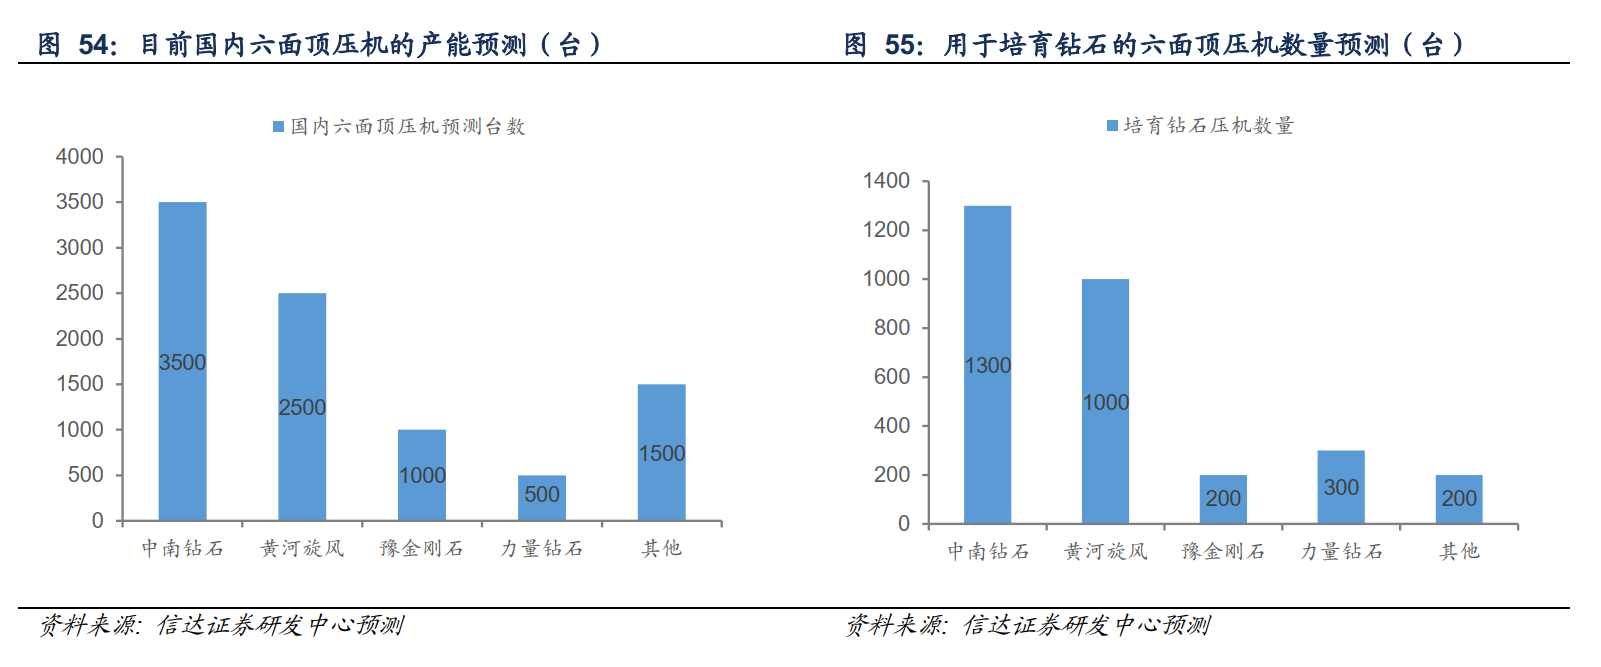 图 54：目前国内六面顶压机的产能预测（台）
国内六面顶压机预测台数
4000
3500
3000
2500
2000
1500
1000
500
0
3500
2500
1000
500
1500
中南钻石
黄河旋风
豫金刚石
力量钻石
其他
资料来源: 信达证券研发中心预测
图 55：用于培育钻石的六面顶压机数量预测（台）
培育钻石压机数量
1400
1200
1000
800
600
400
200
0
1300
1000
200
300
200
中南钻石
黄河旋风
豫金刚石
力量钻石
其他
资料来源: 信达证券研发中心预测